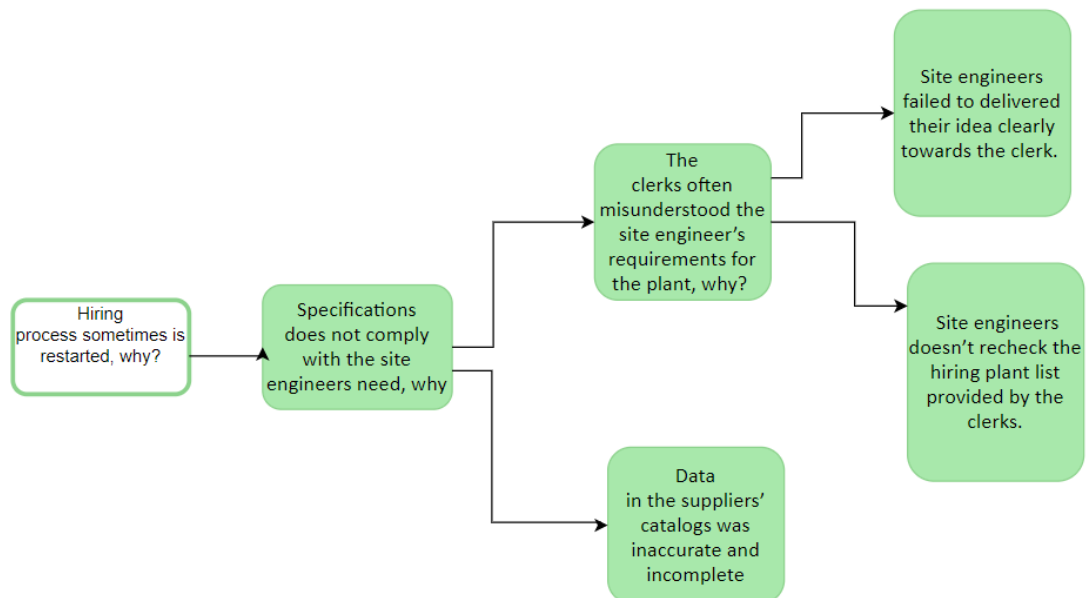 Hiring
process sometimes is
restarted, why?
Specifications
does not comply
with the site
engineers need, why
The
clerks often
misunderstood the
site engineer's
requirements for
the plant, why?
Data
in the suppliers'
catalogs was
inaccurate and
incomplete
Site engineers
failed to delivered
their idea clearly
towards the clerk.
Site engineers
doesn't recheck the
hiring plant list
provided by the
clerks.